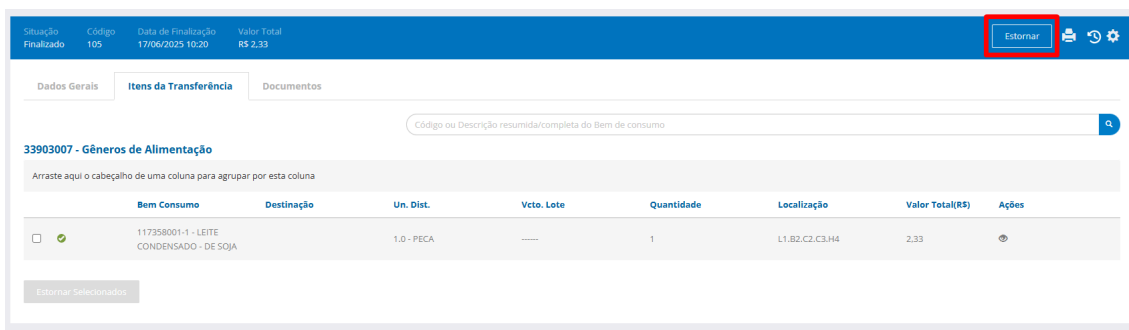 Situação Código Data de Finalização Valor Total
Finalizado 105 17/06/2025 10:20 R$ 2,33
Estornar
Dados Gerais Itens da Transferência Documentos
Código ou Descrição resumida/completa do Bem de consumo
33903007 - Gêneros de Alimentação
Arraste aqui o cabeçalho de uma coluna para agrupar por esta coluna
Bem Consumo Destinação Un. Dist. Vcto. Lote Quantidade Localização Valor Total(R$) Ações
117358001-1 - LEITE
CONDENSADO - DE SOJA 1.0 - PECA ------ 1 L1.B2.C2.C3.H4 2,33
Estornar Selecionados